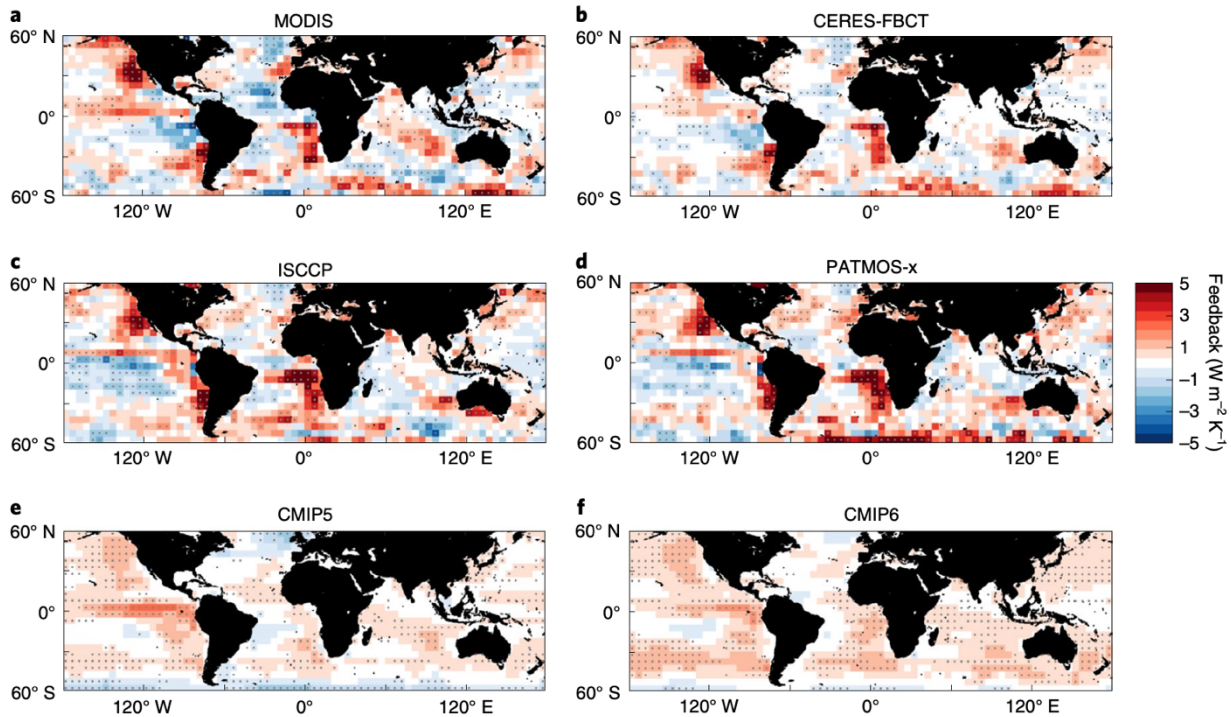 a MODIS
60° N
0°
60° S
120° W 0° 120° E
b CERES-FBCT
60° N
0°
60° S
120° W 0° 120° E
c ISCCP
60° N
0°
60° S
120° W 0° 120° E
d PATMOS-x
60° N
0°
60° S
120° W 0° 120° E
5
3
1
−1
−3
−5
Feedback (W m⁻² K⁻¹)
e CMIP5
60° N
0°
60° S
120° W 0° 120° E
f CMIP6
60° N
0°
60° S
120° W 0° 120° E